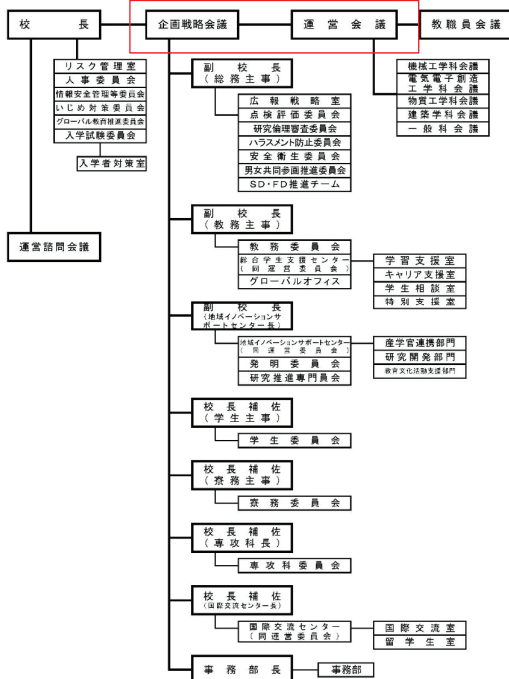 校長
企画戦略会議
運営会議
教職員会議
リスク管理室
人事委員会
情報安全管理等委員会
いじめ対策委員会
グローバル教育推進委員会
入学試験委員会
入学者対策室
運営諮問会議
機械工学科会議
電気電子創造
工学科会議
物質工学科会議
建築学科会議
一般科会議
副校長
(総務主事)
広報戦略室
点検評価委員会
研究倫理審査委員会
ハラスメント防止委員会
安全衛生委員会
男女共同参画推進委員会
SD・FD推進チーム
副校長
(教務主事)
教務委員会
総合学生支援センター
(同運営委員会)
グローバルオフィス
学習支援室
キャリア支援室
学生相談室
特別支援室
副校長
(地域イノベーションサ
ポートセンター長)
地域イノベーションサポートセンター
(同運営委員会)
発明委員会
研究推進専門員会
産学官連携部門
研究開発部門
教育文化活動支援部門
校長補佐
(学生主事)
学生委員会
校長補佐
(寮務主事)
寮務委員会
校長補佐
(専攻科長)
専攻科委員会
校長補佐
(国際交流センター長)
国際交流センター
(同運営委員会)
国際交流室
留学生室
事務部長
事務部